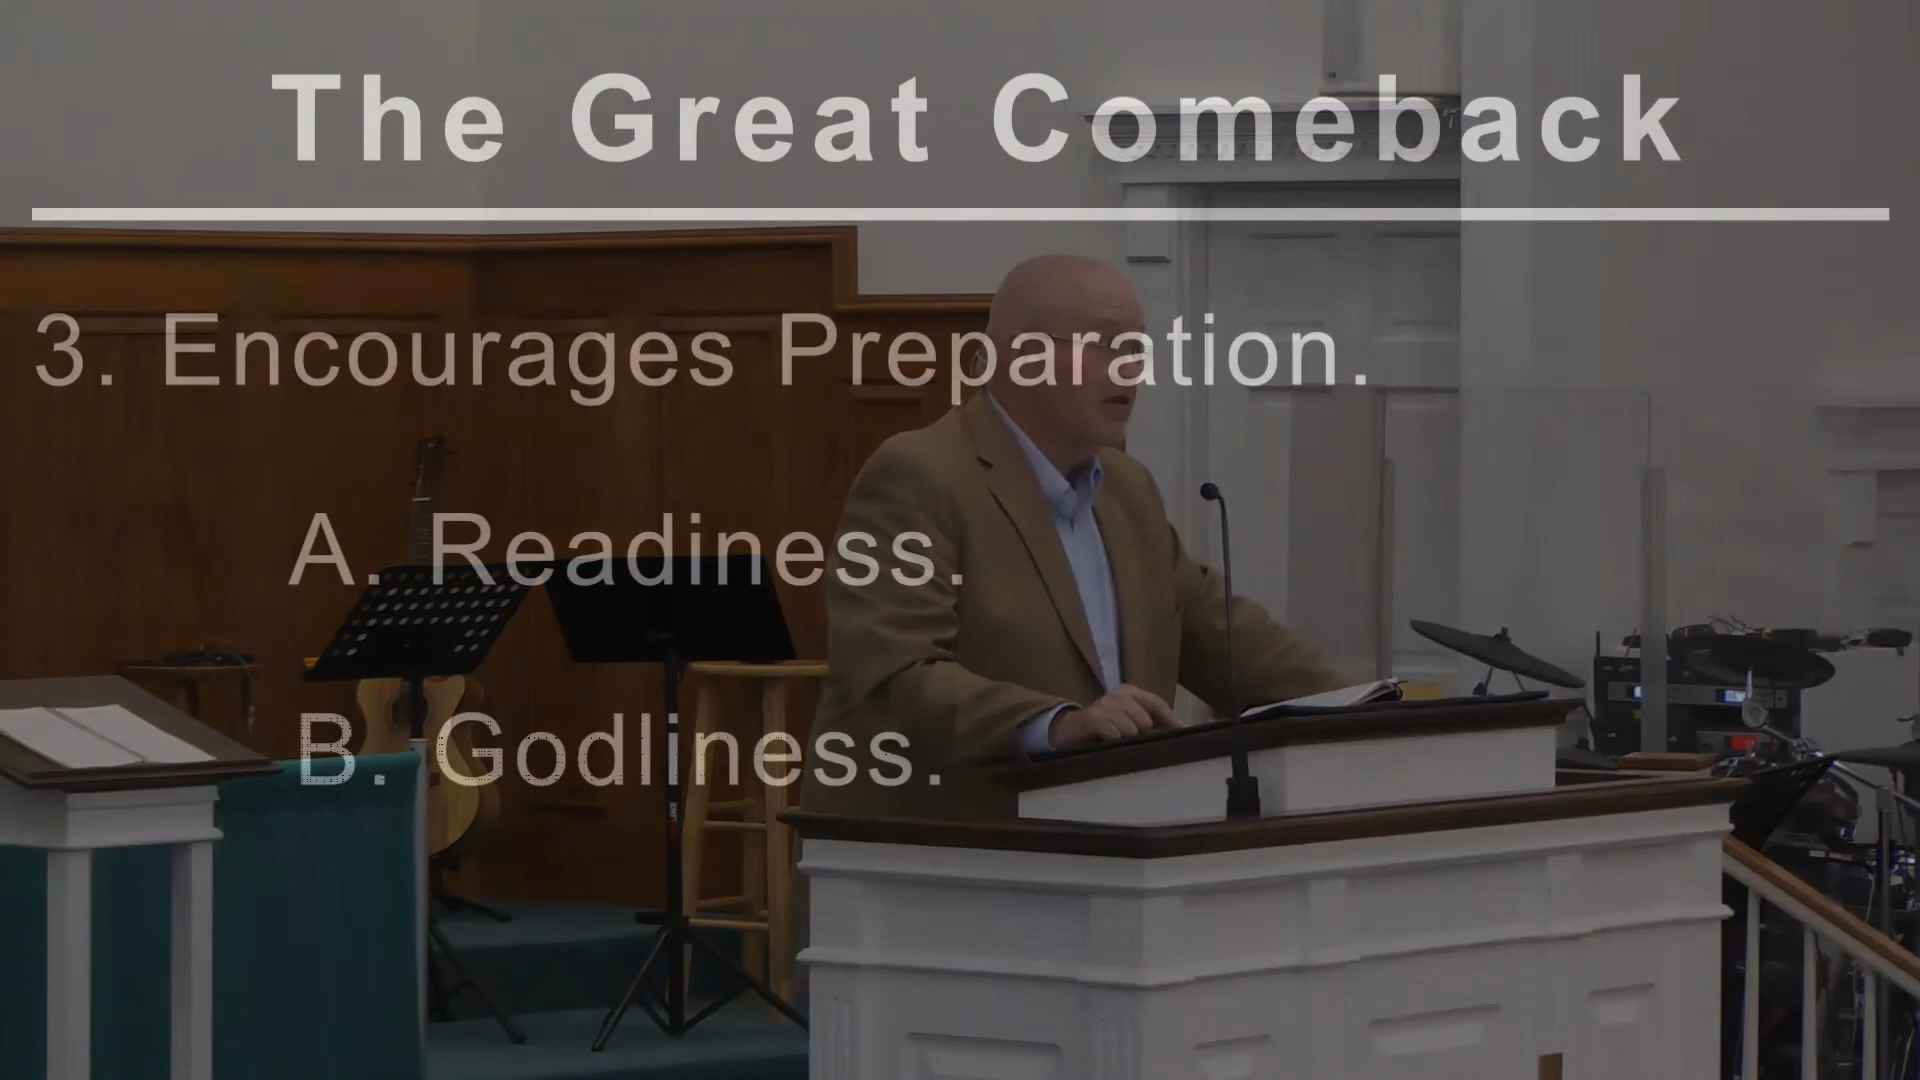 The Great Comeback
3. Encourages Preparation.
A. Readiness.
B. Godliness.